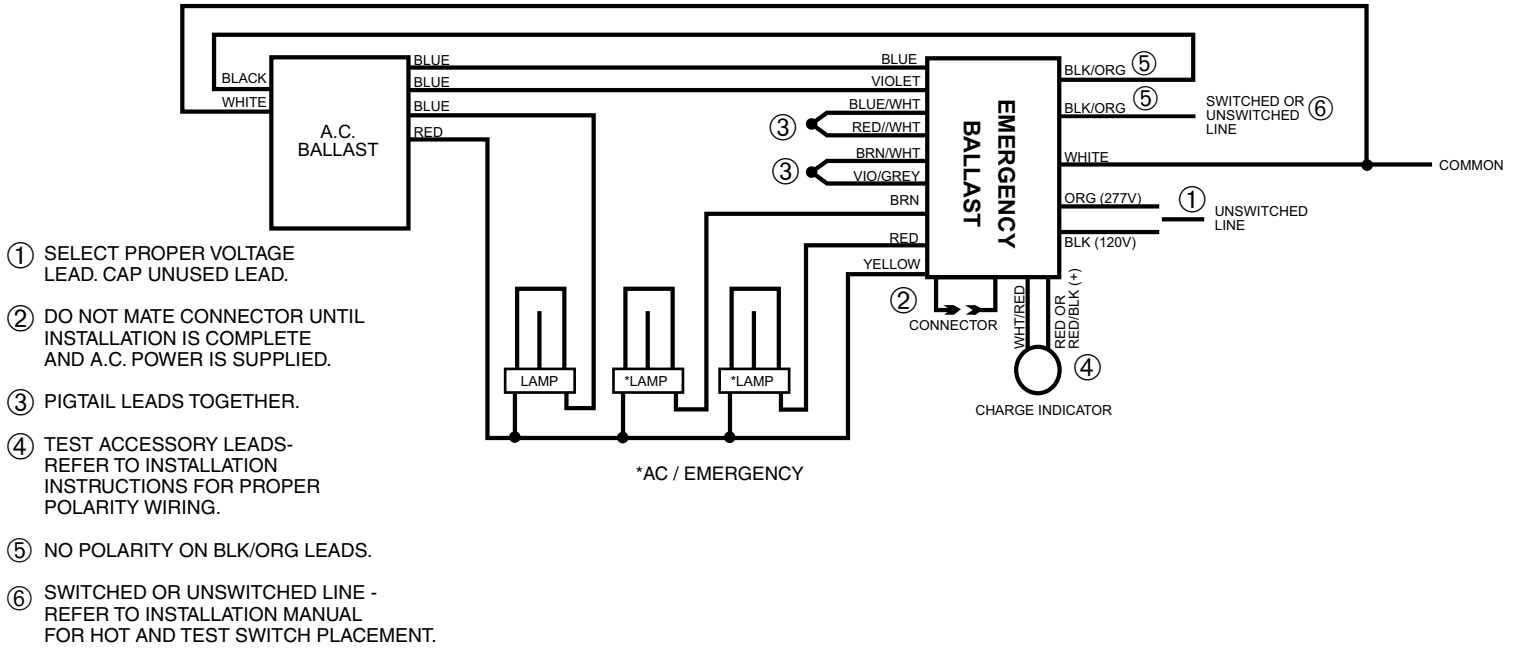 BLACK
WHITE
A.C.
BALLAST
BLUE
BLUE
BLUE
RED
BLUE
VIOLET
BLUE/WHT
③
RED//WHT
BRN/WHT
③
VIO/GREY
BRN
RED
YELLOW
EMERGENCY
BALLAST
BLK/ORG ⑤
BLK/ORG ⑤
SWITCHED OR
UNSWITCHED ⑥
LINE
WHITE
COMMON
ORG (277V)
①
UNSWITCHED
LINE
BLK (120V)
②
CONNECTOR
WHT/RED
RED OR
RED/BLK (+)
④
CHARGE INDICATOR
LAMP
*LAMP
*LAMP
*AC / EMERGENCY
① SELECT PROPER VOLTAGE
LEAD. CAP UNUSED LEAD.
② DO NOT MATE CONNECTOR UNTIL
INSTALLATION IS COMPLETE
AND A.C. POWER IS SUPPLIED.
③ PIGTAIL LEADS TOGETHER.
④ TEST ACCESSORY LEADS-
REFER TO INSTALLATION
INSTRUCTIONS FOR PROPER
POLARITY WIRING.
⑤ NO POLARITY ON BLK/ORG LEADS.
⑥ SWITCHED OR UNSWITCHED LINE -
REFER TO INSTALLATION MANUAL
FOR HOT AND TEST SWITCH PLACEMENT.